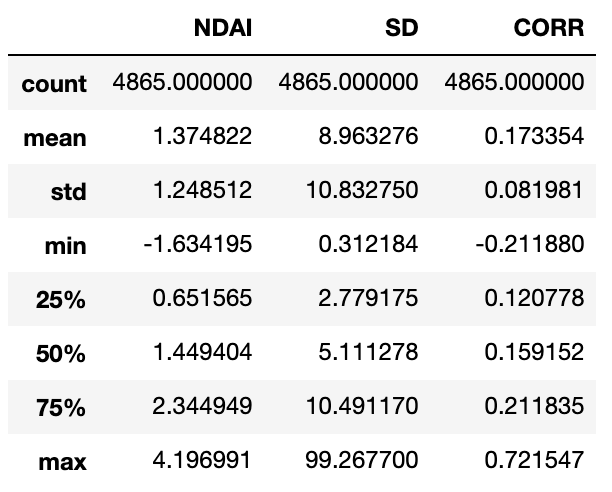 NDAI SD CORR
count 4865.000000 4865.000000 4865.000000
mean 1.374822 8.963276 0.173354
std 1.248512 10.832750 0.081981
min -1.634195 0.312184 -0.211880
25% 0.651565 2.779175 0.120778
50% 1.449404 5.111278 0.159152
75% 2.344949 10.491170 0.211835
max 4.196991 99.267700 0.721547